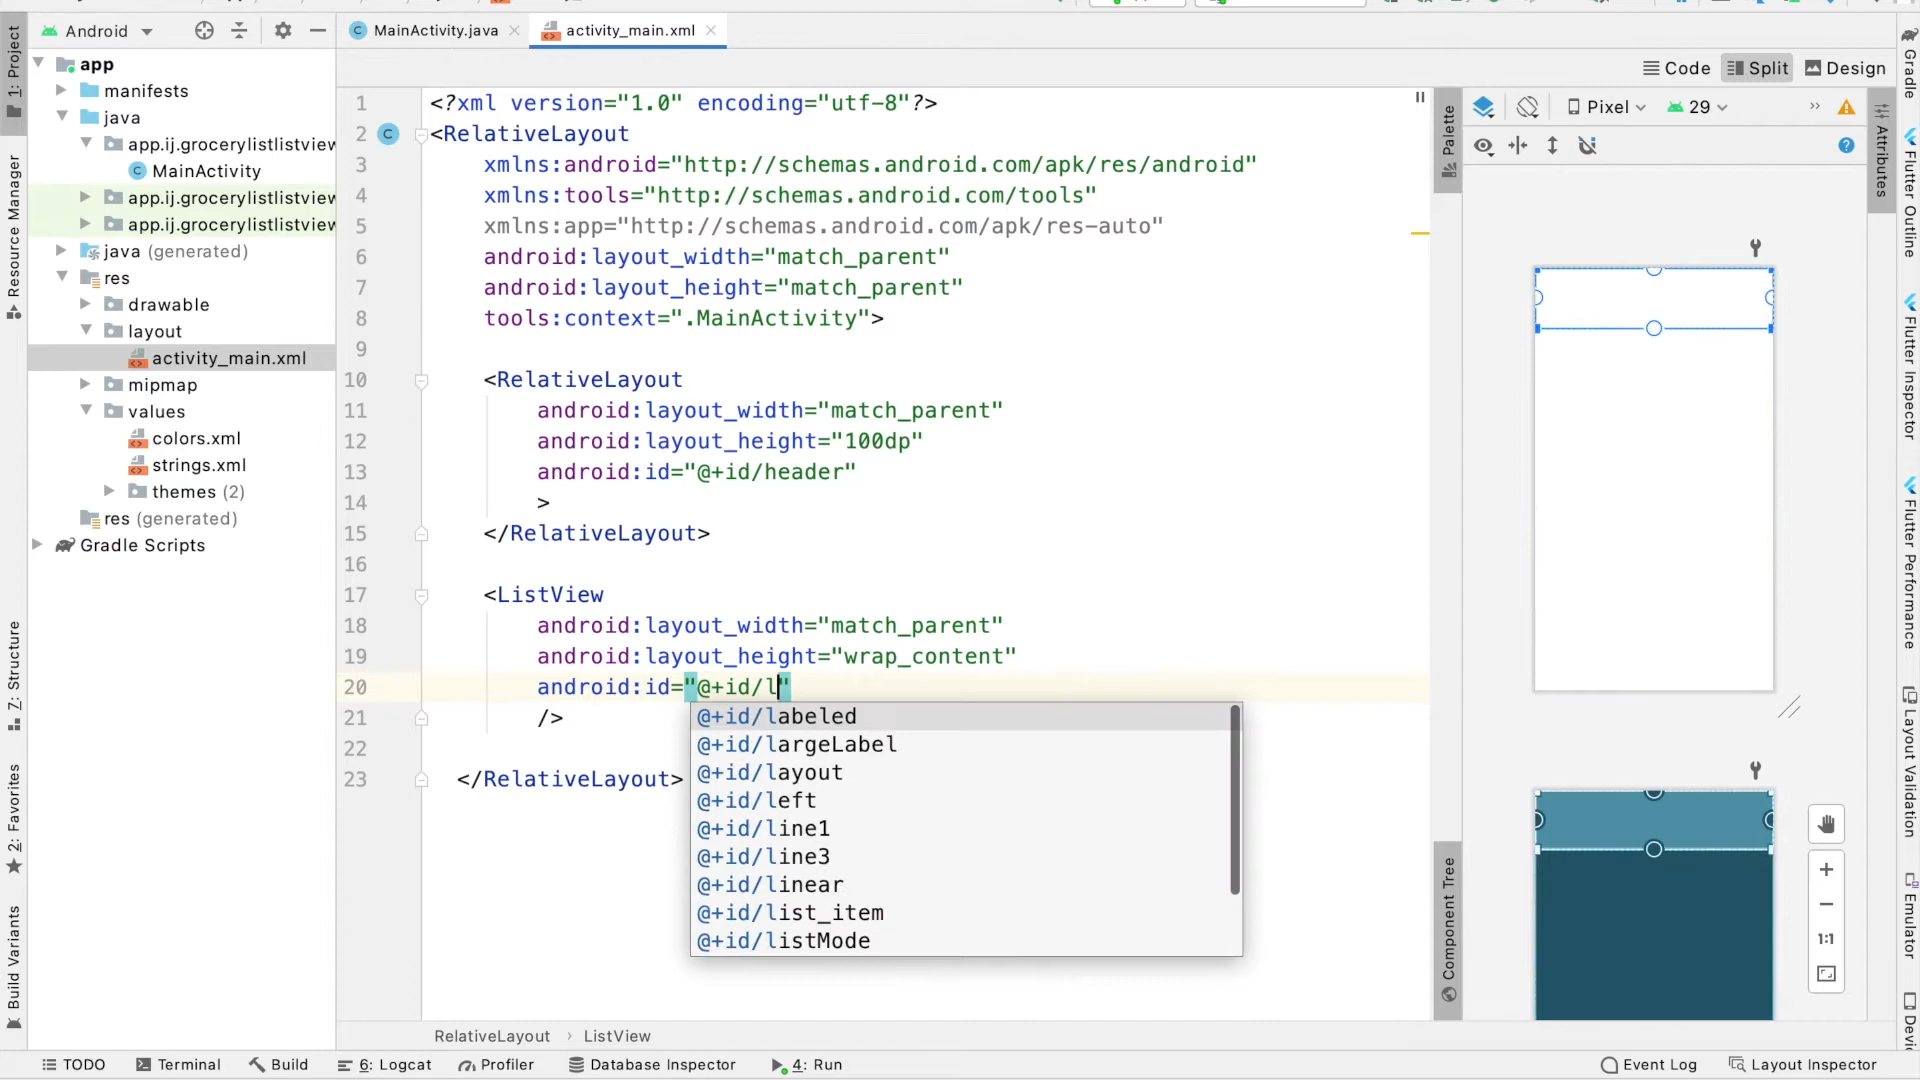 Android
MainActivity.java
activity_main.xml
Code
Split
Design
1: Project
Resource Manager
7: Structure
2: Favorites
Build Variants
app
manifests
java
app.ij.grocerylistlistview
MainActivity
app.ij.grocerylistlistview
app.ij.grocerylistlistview
java (generated)
res
drawable
layout
activity_main.xml
mipmap
values
colors.xml
strings.xml
themes (2)
res (generated)
Gradle Scripts
1 <?xml version="1.0" encoding="utf-8"?>
2 <RelativeLayout
3 xmlns:android="http://schemas.android.com/apk/res/android"
4 xmlns:tools="http://schemas.android.com/tools"
5 xmlns:app="http://schemas.android.com/apk/res-auto"
6 android:layout_width="match_parent"
7 android:layout_height="match_parent"
8 tools:context=".MainActivity">
9
10 <RelativeLayout
11 android:layout_width="match_parent"
12 android:layout_height="100dp"
13 android:id="@+id/header"
14 >
15 </RelativeLayout>
16
17 <ListView
18 android:layout_width="match_parent"
19 android:layout_height="wrap_content"
20 android:id="@+id/l"
21 />
22
23 </RelativeLayout>
@+id/labeled
@+id/largeLabel
@+id/layout
@+id/left
@+id/line1
@+id/line3
@+id/linear
@+id/list_item
@+id/listMode
Palette
Component Tree
Pixel
29
Attributes
1:1
Gradle
Flutter Outline
Flutter Inspector
Flutter Performance
Layout Validation
Emulator
RelativeLayout › ListView
TODO
Terminal
Build
6: Logcat
Profiler
Database Inspector
4: Run
Event Log
Layout Inspector